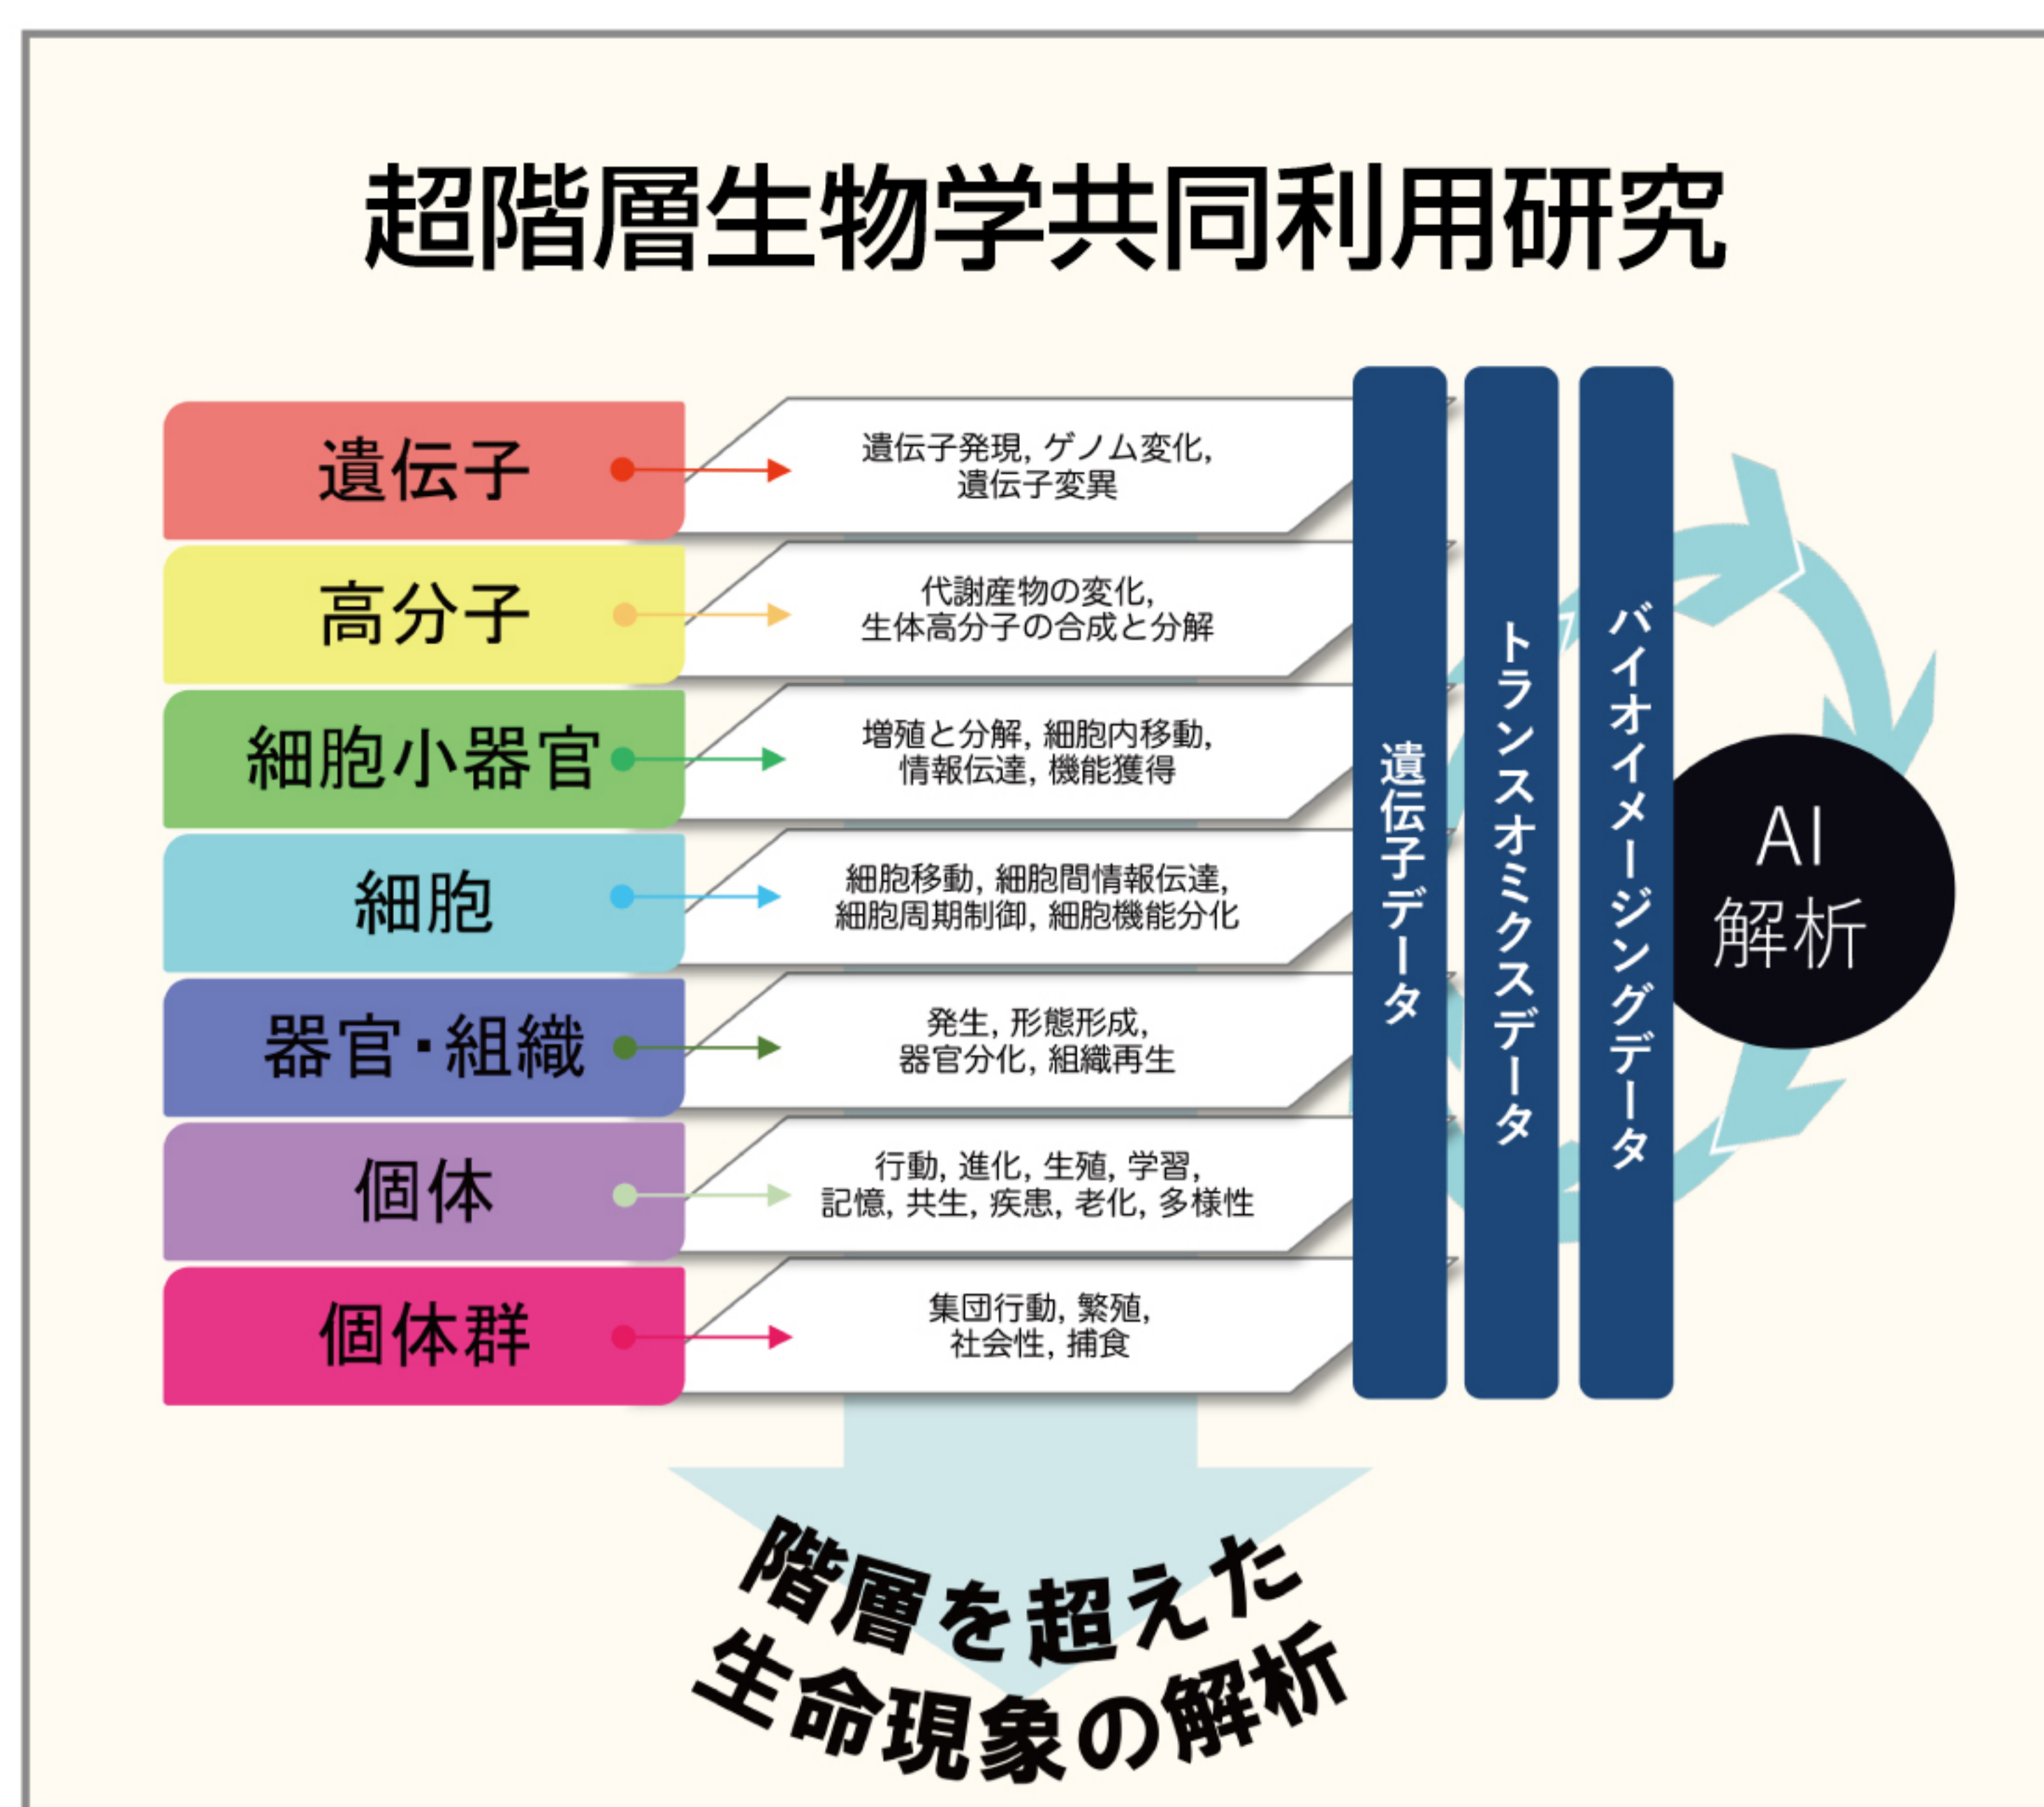 超階層生物学共同利用研究
遺伝子
遺伝子発現, ゲノム変化,
遺伝子変異
高分子
代謝産物の変化,
生体高分子の合成と分解
細胞小器官
増殖と分解, 細胞内移動,
情報伝達, 機能獲得
細胞
細胞移動, 細胞間情報伝達,
細胞周期制御, 細胞機能分化
器官・組織
発生, 形態形成,
器官分化, 組織再生
個体
行動, 進化, 生殖, 学習,
記憶, 共生, 疾患, 老化, 多様性
個体群
集団行動, 繁殖,
社会性, 捕食
遺伝子データ
トランスオミクスデータ
バイオイメージングデータ
AI
解析
階層を超えた
生命現象の解析